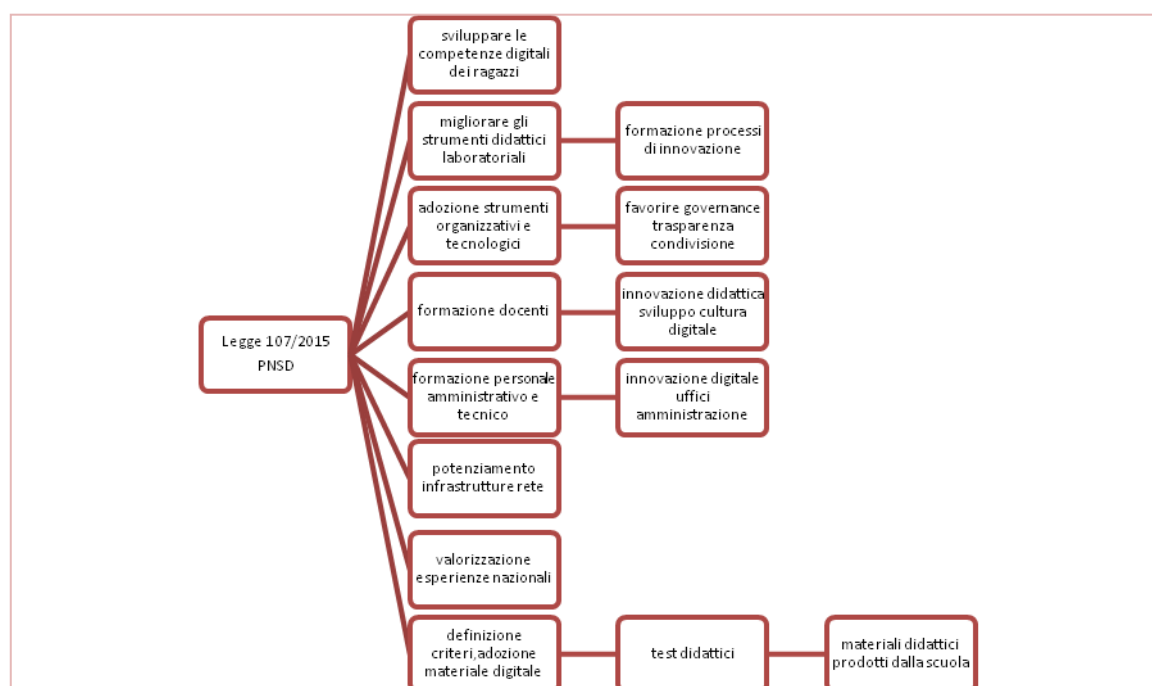 sviluppare le
competenze digitali
dei ragazzi
migliorare gli
strumenti didattici
laboratoriali
formazione processi
di innovazione
adozione strumenti
organizzativi e
tecnologici
favorire governance
trasparenza
condivisione
formazione docenti
innovazione didattica
sviluppo cultura
digitale
Legge 107/2015
PNSD
formazione personale
amministrativo e
tecnico
innovazione digitale
uffici
amministrazione
potenziamento
infrastrutture rete
valorizzazione
esperienze nazionali
definizione
criteri,adozione
materiale digitale
test didattici
materiali didattici
prodotti dalla scuola